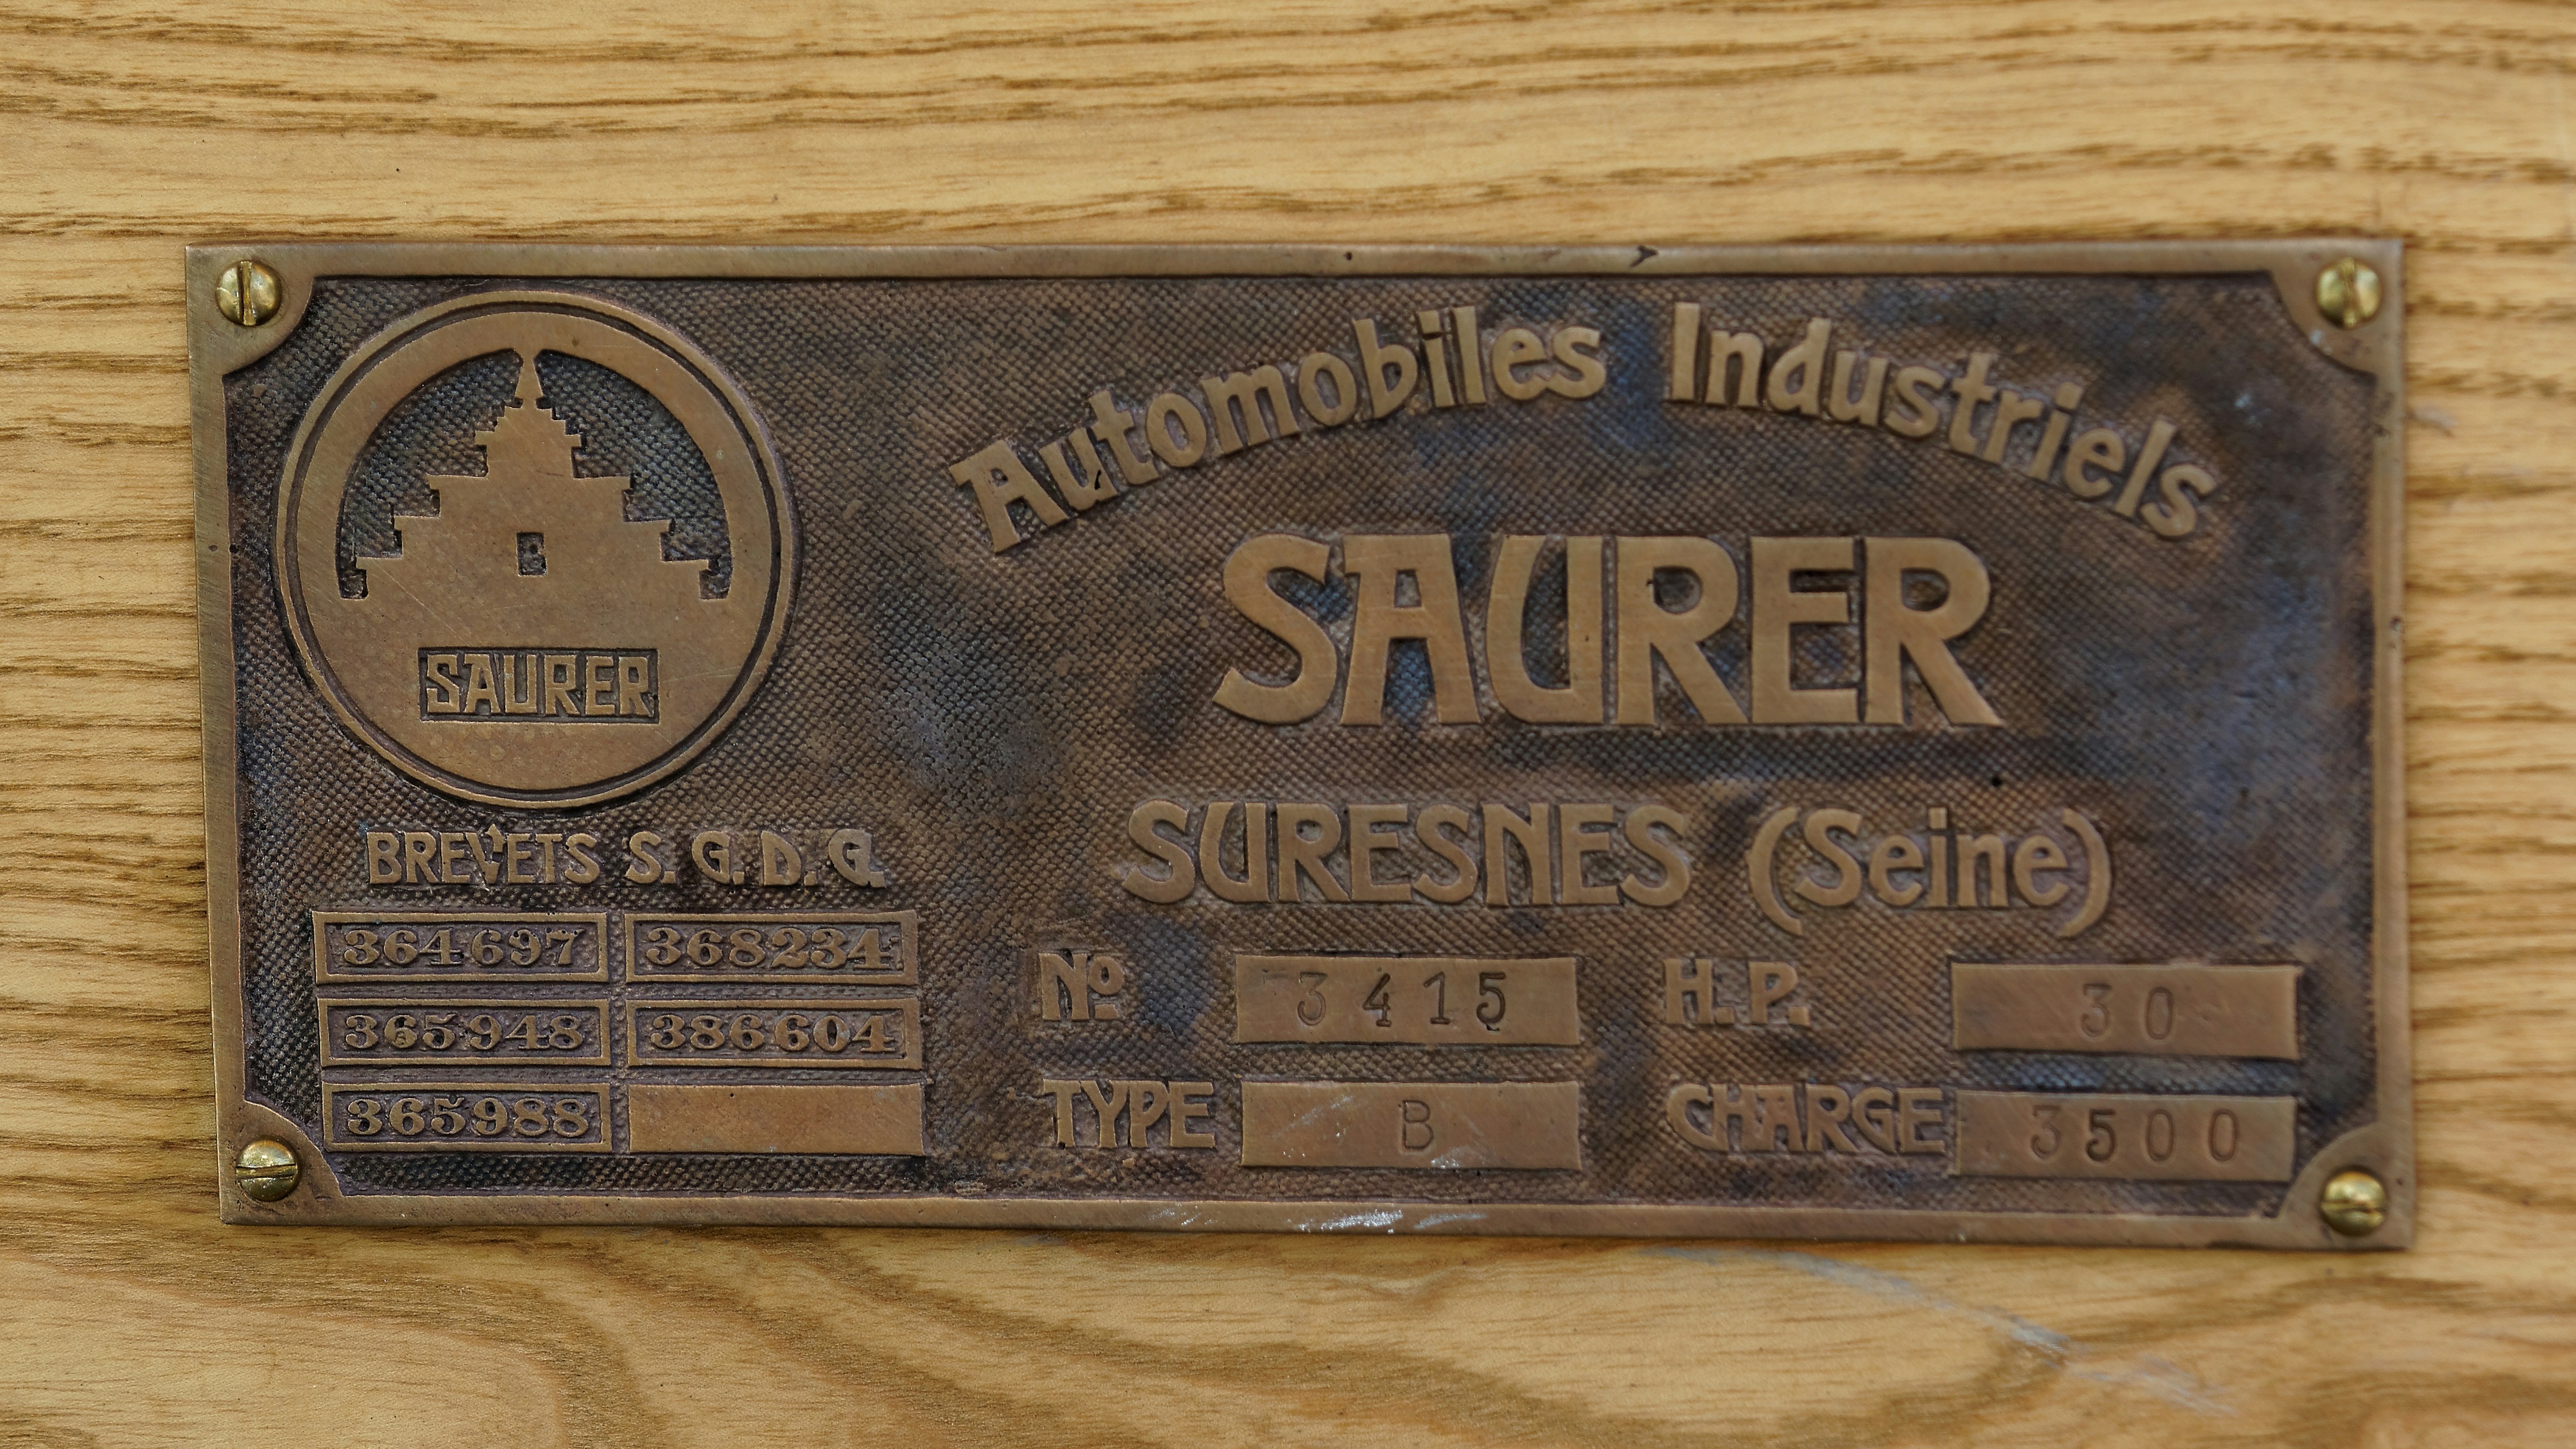 B
SAURER
BREVETS S.G.D.G.
364697 368234
365948 386604
365988
Automobiles Industriels
SAURER
SURESNES (Seine)
No 3415 H.P. 30
TYPE B CHARGE 3500